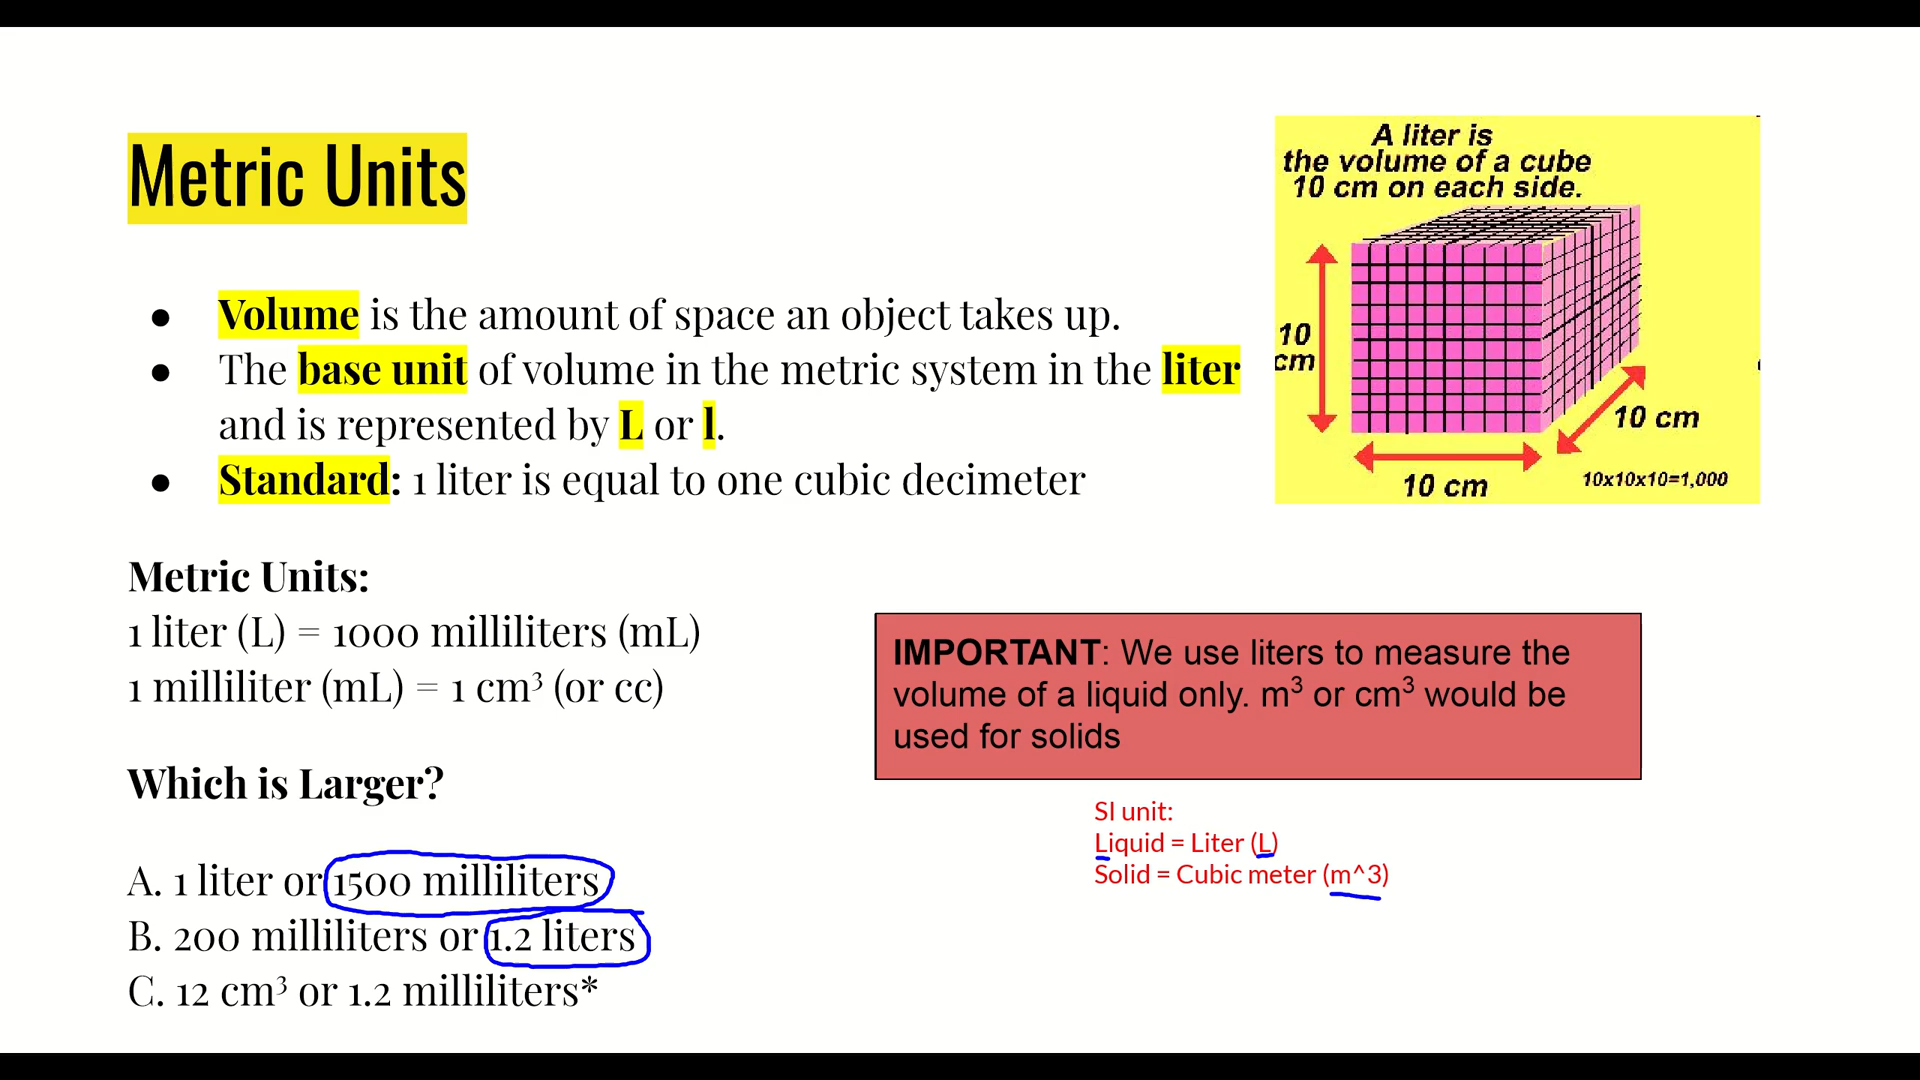 Metric Units
● Volume is the amount of space an object takes up.
● The base unit of volume in the metric system in the liter
and is represented by L or l.
● Standard: 1 liter is equal to one cubic decimeter
A liter is
the volume of a cube
10 cm on each side.
10
cm
10 cm
10 cm
10x10x10=1,000
Metric Units:
1 liter (L) = 1000 milliliters (mL)
1 milliliter (mL) = 1 cm³ (or cc)
IMPORTANT: We use liters to measure the
volume of a liquid only. m³ or cm³ would be
used for solids
SI unit:
Liquid = Liter (L)
Solid = Cubic meter (m^3)
Which is Larger?
A. 1 liter or 1500 milliliters
B. 200 milliliters or 1.2 liters
C. 12 cm³ or 1.2 milliliters*